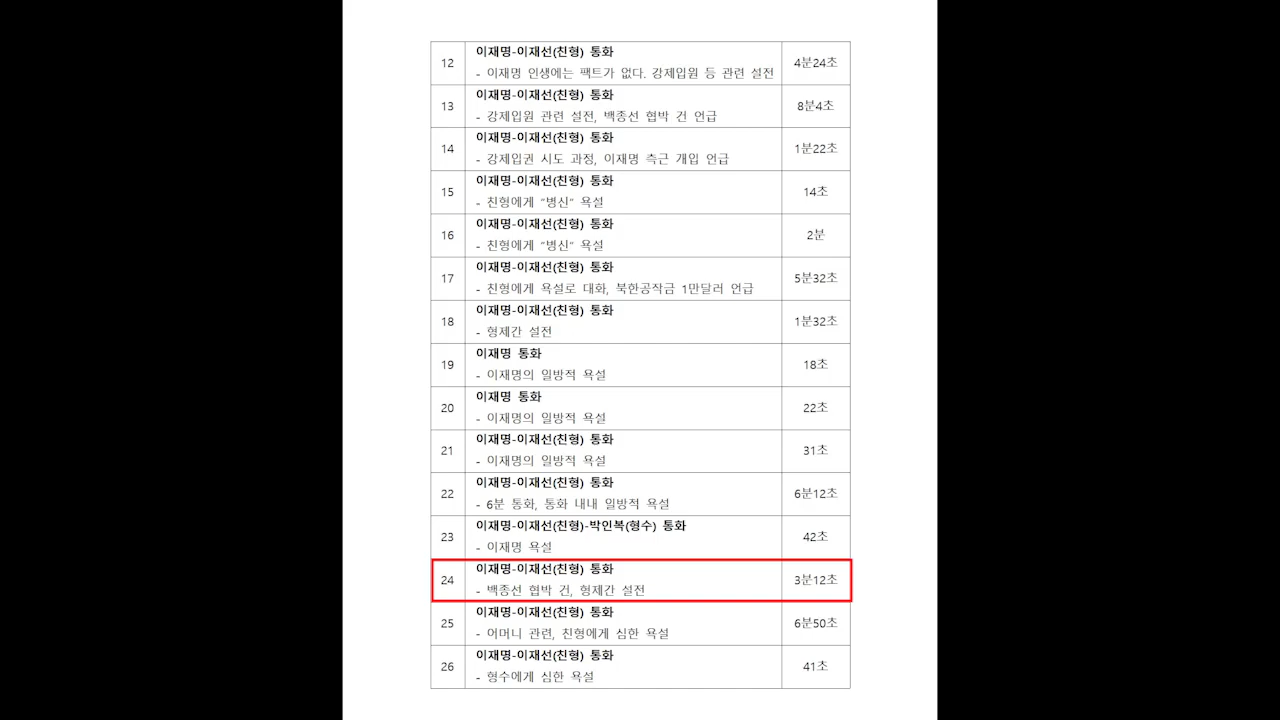 12
이재명-이재선(친형) 통화
- 이재명 인생에는 팩트가 없다. 강제입원 등 관련 설전
4분24초
13
이재명-이재선(친형) 통화
- 강제입원 관련 설전, 백종선 협박 건 언급
8분4초
14
이재명-이재선(친형) 통화
- 강제입권 시도 과정, 이재명 측근 개입 언급
1분22초
15
이재명-이재선(친형) 통화
- 친형에게 "병신" 욕설
14초
16
이재명-이재선(친형) 통화
- 친형에게 "병신" 욕설
2분
17
이재명-이재선(친형) 통화
- 친형에게 욕설로 대화, 북한공작금 1만달러 언급
5분32초
18
이재명-이재선(친형) 통화
- 형제간 설전
1분32초
19
이재명 통화
- 이재명의 일방적 욕설
18초
20
이재명 통화
- 이재명의 일방적 욕설
22초
21
이재명-이재선(친형) 통화
- 이재명의 일방적 욕설
31초
22
이재명-이재선(친형) 통화
- 6분 통화, 통화 내내 일방적 욕설
6분12초
23
이재명-이재선(친형)-박인복(형수) 통화
- 이재명 욕설
42초
24
이재명-이재선(친형) 통화
- 백종선 협박 건, 형제간 설전
3분12초
25
이재명-이재선(친형) 통화
- 어머니 관련, 친형에게 심한 욕설
6분50초
26
이재명-이재선(친형) 통화
- 형수에게 심한 욕설
41초